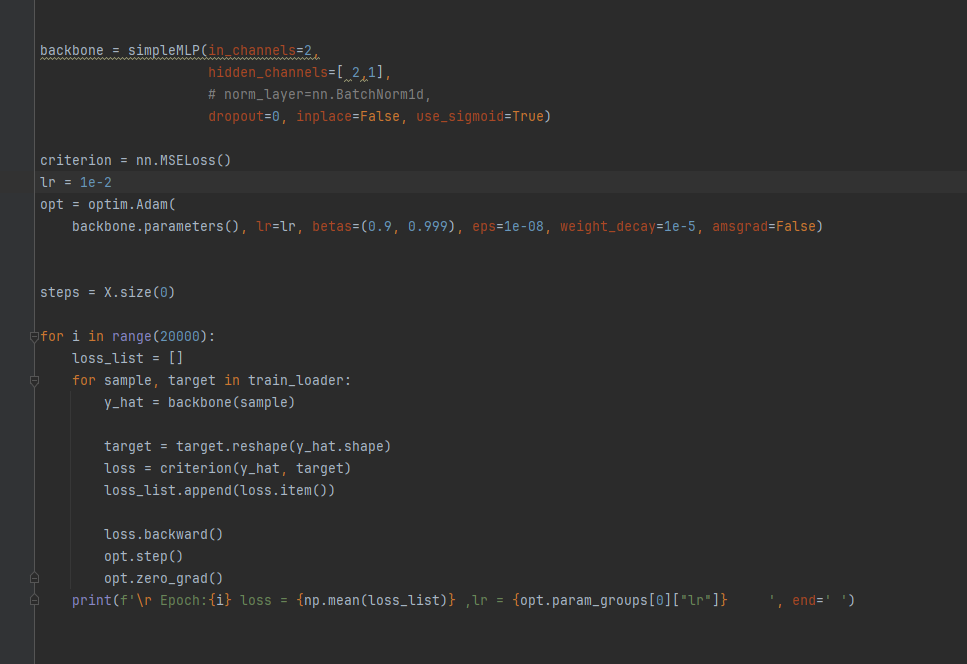 backbone = simpleMLP(in_channels=2,
                     hidden_channels=[ 2,1],
                     # norm_layer=nn.BatchNorm1d,
                     dropout=0, inplace=False, use_sigmoid=True)
criterion = nn.MSELoss()
lr = 1e-2
opt = optim.Adam(
    backbone.parameters(), lr=lr, betas=(0.9, 0.999), eps=1e-08, weight_decay=1e-5, amsgrad=False)
steps = X.size(0)
for i in range(20000):
    loss_list = []
    for sample, target in train_loader:
        y_hat = backbone(sample)
        target = target.reshape(y_hat.shape)
        loss = criterion(y_hat, target)
        loss_list.append(loss.item())
        loss.backward()
        opt.step()
        opt.zero_grad()
    print(f'\r Epoch:{i} loss = {np.mean(loss_list)} ,lr = {opt.param_groups[0]["lr"]}     ', end=' ')